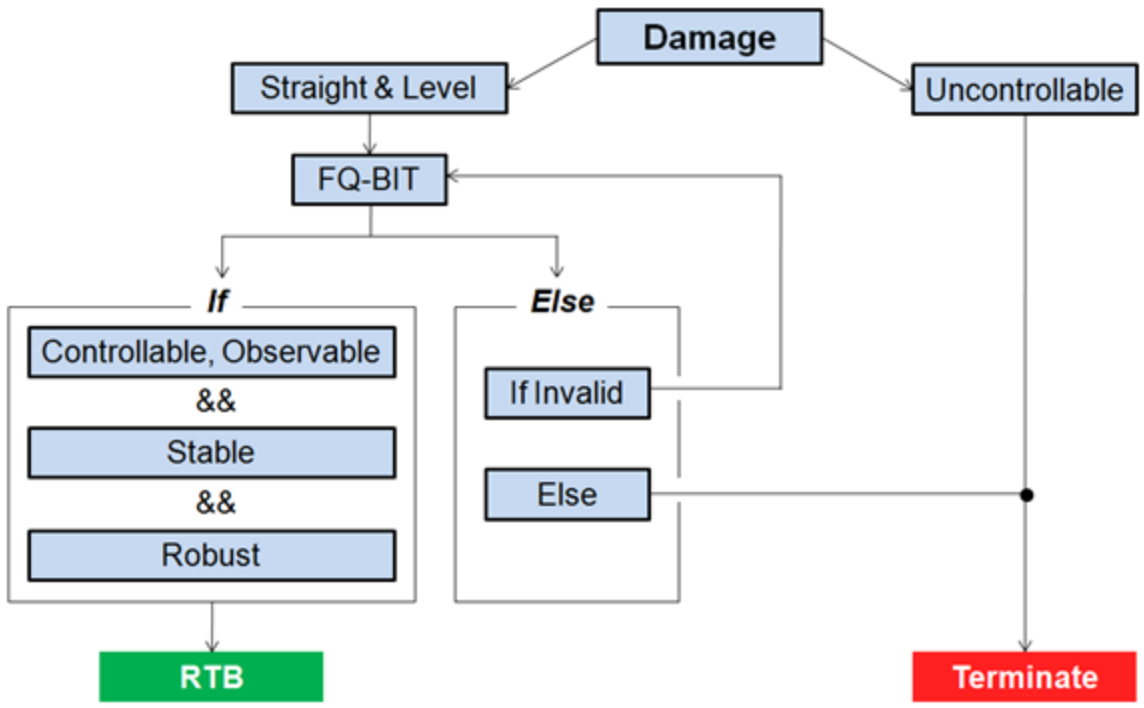 Damage
Straight & Level
Uncontrollable
FQ-BIT
If
Else
Controllable, Observable
&&
Stable
&&
Robust
If Invalid
Else
RTB
Terminate